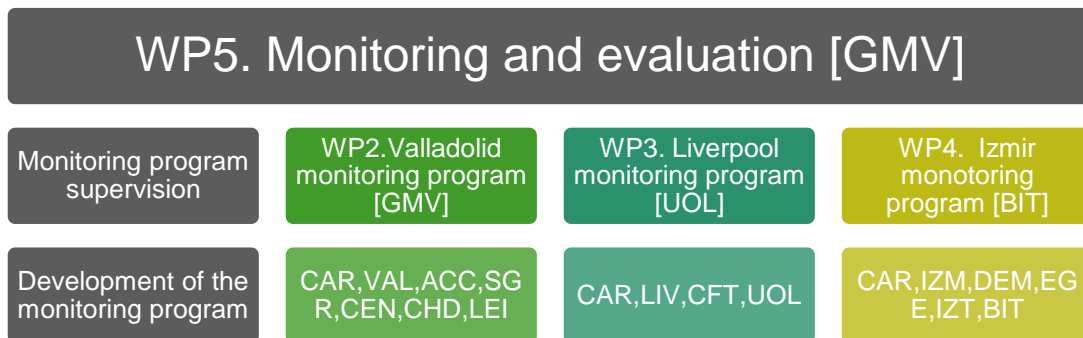 WP5. Monitoring and evaluation [GMV]
Monitoring program
supervision
WP2.Valladolid
monitoring program
[GMV]
WP3. Liverpool
monitoring program
[UOL]
WP4.  Izmir
monotoring
program [BIT]
Development of the
monitoring program
CAR,VAL,ACC,SG
R,CEN,CHD,LEI
CAR,LIV,CFT,UOL
CAR,IZM,DEM,EG
E,IZT,BIT